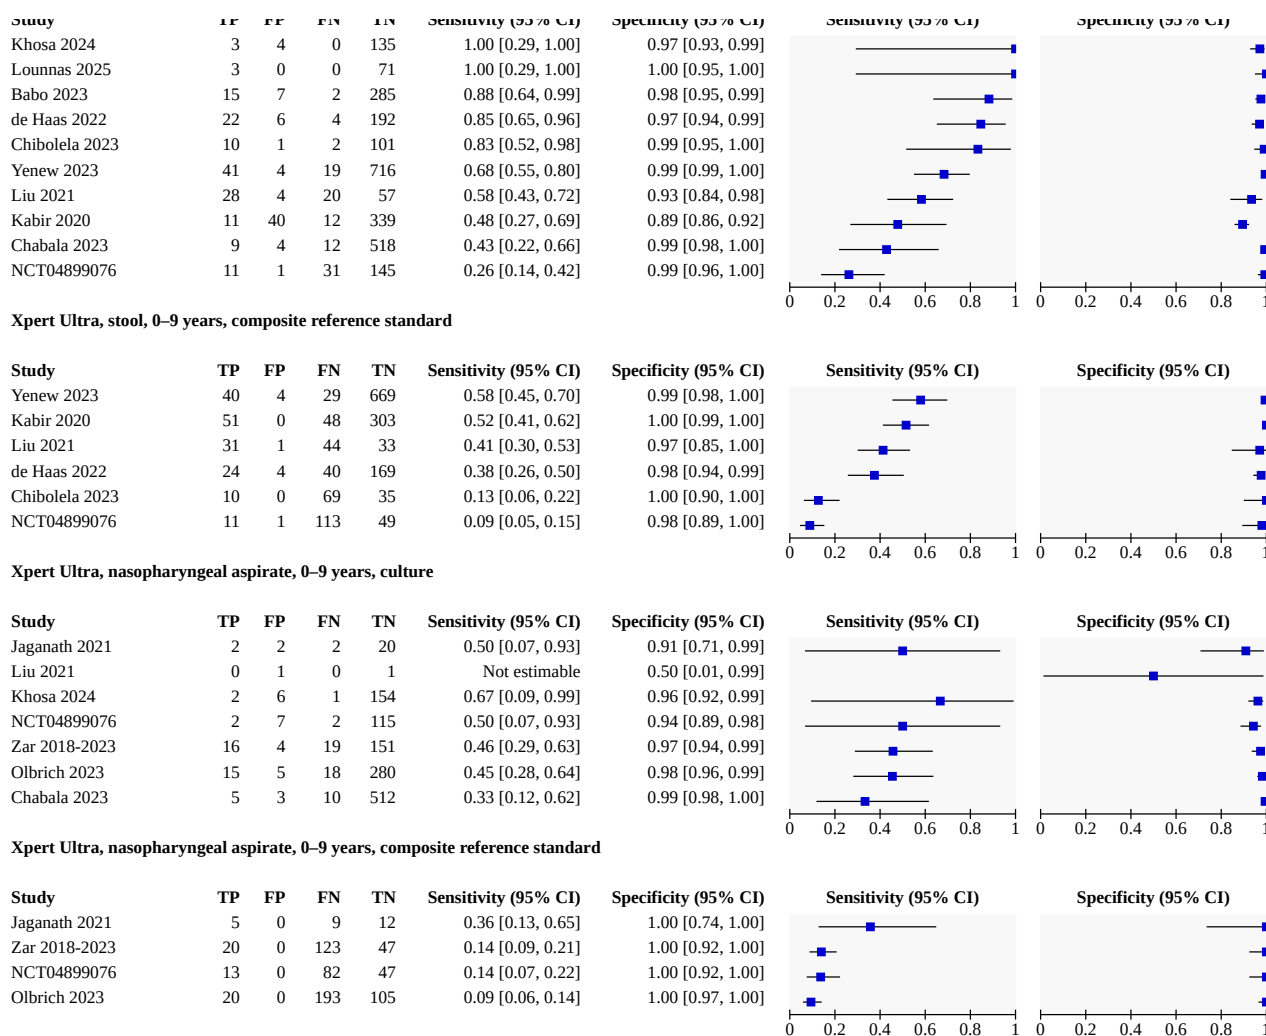 Study TP FP FN TN Sensitivity (95% CI) Specificity (95% CI) Sensitivity (95% CI) Specificity (95% CI)
Khosa 2024 3 4 0 135 1.00 [0.29, 1.00] 0.97 [0.93, 0.99]
Lounnas 2025 3 0 0 71 1.00 [0.29, 1.00] 1.00 [0.95, 1.00]
Babo 2023 15 7 2 285 0.88 [0.64, 0.99] 0.98 [0.95, 0.99]
de Haas 2022 22 6 4 192 0.85 [0.65, 0.96] 0.97 [0.94, 0.99]
Chibolela 2023 10 1 2 101 0.83 [0.52, 0.98] 0.99 [0.95, 1.00]
Yenew 2023 41 4 19 716 0.68 [0.55, 0.80] 0.99 [0.99, 1.00]
Liu 2021 28 4 20 57 0.58 [0.43, 0.72] 0.93 [0.84, 0.98]
Kabir 2020 11 40 12 339 0.48 [0.27, 0.69] 0.89 [0.86, 0.92]
Chabala 2023 9 4 12 518 0.43 [0.22, 0.66] 0.99 [0.98, 1.00]
NCT04899076 11 1 31 145 0.26 [0.14, 0.42] 0.99 [0.96, 1.00]
0 0.2 0.4 0.6 0.8 1 0 0.2 0.4 0.6 0.8 1
Xpert Ultra, stool, 0–9 years, composite reference standard
Study TP FP FN TN Sensitivity (95% CI) Specificity (95% CI) Sensitivity (95% CI) Specificity (95% CI)
Yenew 2023 40 4 29 669 0.58 [0.45, 0.70] 0.99 [0.98, 1.00]
Kabir 2020 51 0 48 303 0.52 [0.41, 0.62] 1.00 [0.99, 1.00]
Liu 2021 31 1 44 33 0.41 [0.30, 0.53] 0.97 [0.85, 1.00]
de Haas 2022 24 4 40 169 0.38 [0.26, 0.50] 0.98 [0.94, 0.99]
Chibolela 2023 10 0 69 35 0.13 [0.06, 0.22] 1.00 [0.90, 1.00]
NCT04899076 11 1 113 49 0.09 [0.05, 0.15] 0.98 [0.89, 1.00]
0 0.2 0.4 0.6 0.8 1 0 0.2 0.4 0.6 0.8 1
Xpert Ultra, nasopharyngeal aspirate, 0–9 years, culture
Study TP FP FN TN Sensitivity (95% CI) Specificity (95% CI) Sensitivity (95% CI) Specificity (95% CI)
Jaganath 2021 2 2 2 20 0.50 [0.07, 0.93] 0.91 [0.71, 0.99]
Liu 2021 0 1 0 1 Not estimable 0.50 [0.01, 0.99]
Khosa 2024 2 6 1 154 0.67 [0.09, 0.99] 0.96 [0.92, 0.99]
NCT04899076 2 7 2 115 0.50 [0.07, 0.93] 0.94 [0.89, 0.98]
Zar 2018-2023 16 4 19 151 0.46 [0.29, 0.63] 0.97 [0.94, 0.99]
Olbrich 2023 15 5 18 280 0.45 [0.28, 0.64] 0.98 [0.96, 0.99]
Chabala 2023 5 3 10 512 0.33 [0.12, 0.62] 0.99 [0.98, 1.00]
0 0.2 0.4 0.6 0.8 1 0 0.2 0.4 0.6 0.8 1
Xpert Ultra, nasopharyngeal aspirate, 0–9 years, composite reference standard
Study TP FP FN TN Sensitivity (95% CI) Specificity (95% CI) Sensitivity (95% CI) Specificity (95% CI)
Jaganath 2021 5 0 9 12 0.36 [0.13, 0.65] 1.00 [0.74, 1.00]
Zar 2018-2023 20 0 123 47 0.14 [0.09, 0.21] 1.00 [0.92, 1.00]
NCT04899076 13 0 82 47 0.14 [0.07, 0.22] 1.00 [0.92, 1.00]
Olbrich 2023 20 0 193 105 0.09 [0.06, 0.14] 1.00 [0.97, 1.00]
0 0.2 0.4 0.6 0.8 1 0 0.2 0.4 0.6 0.8 1